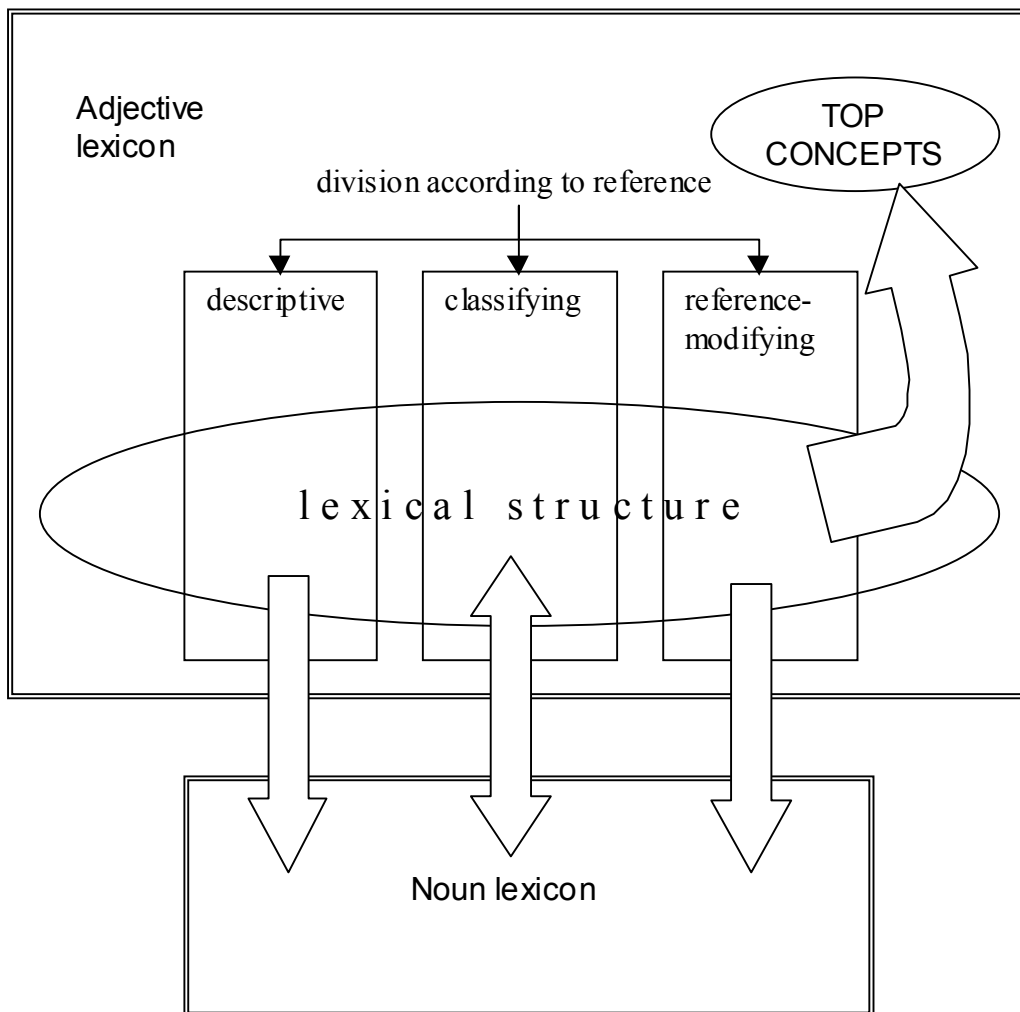 Adjective
lexicon
TOP
CONCEPTS
division according to reference
descriptive
classifying
reference-
modifying
lexical structure
Noun lexicon